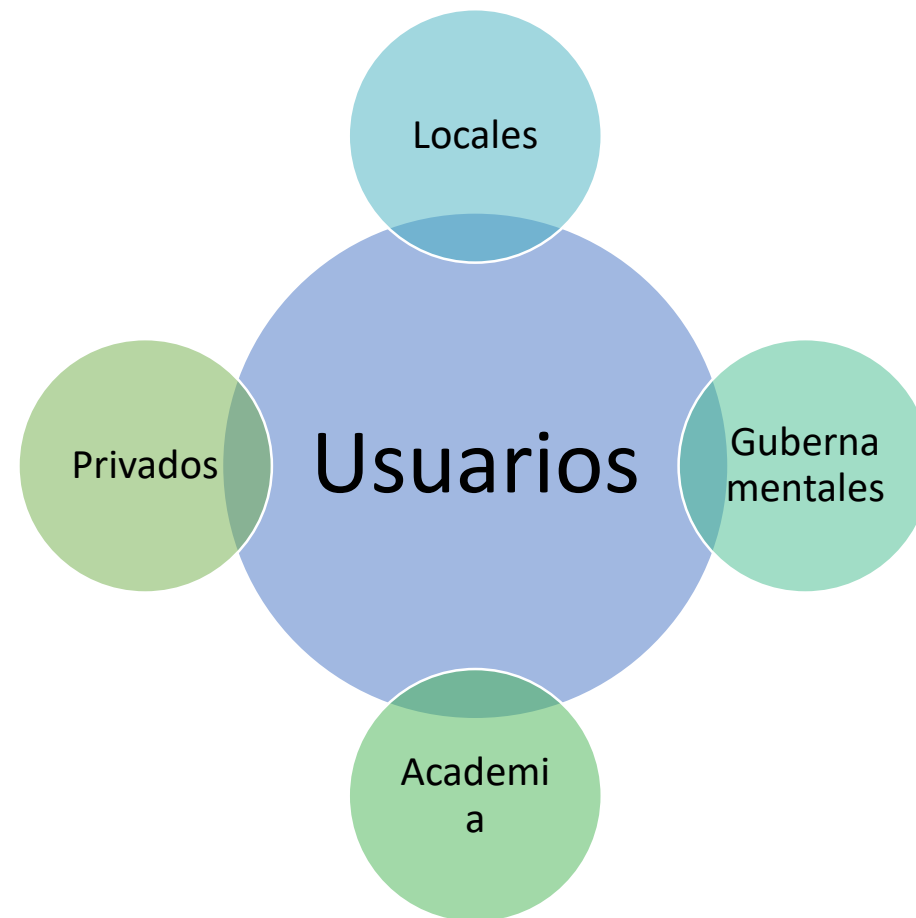 Locales
Privados
Usuarios
Guberna
mentales
Academi
a